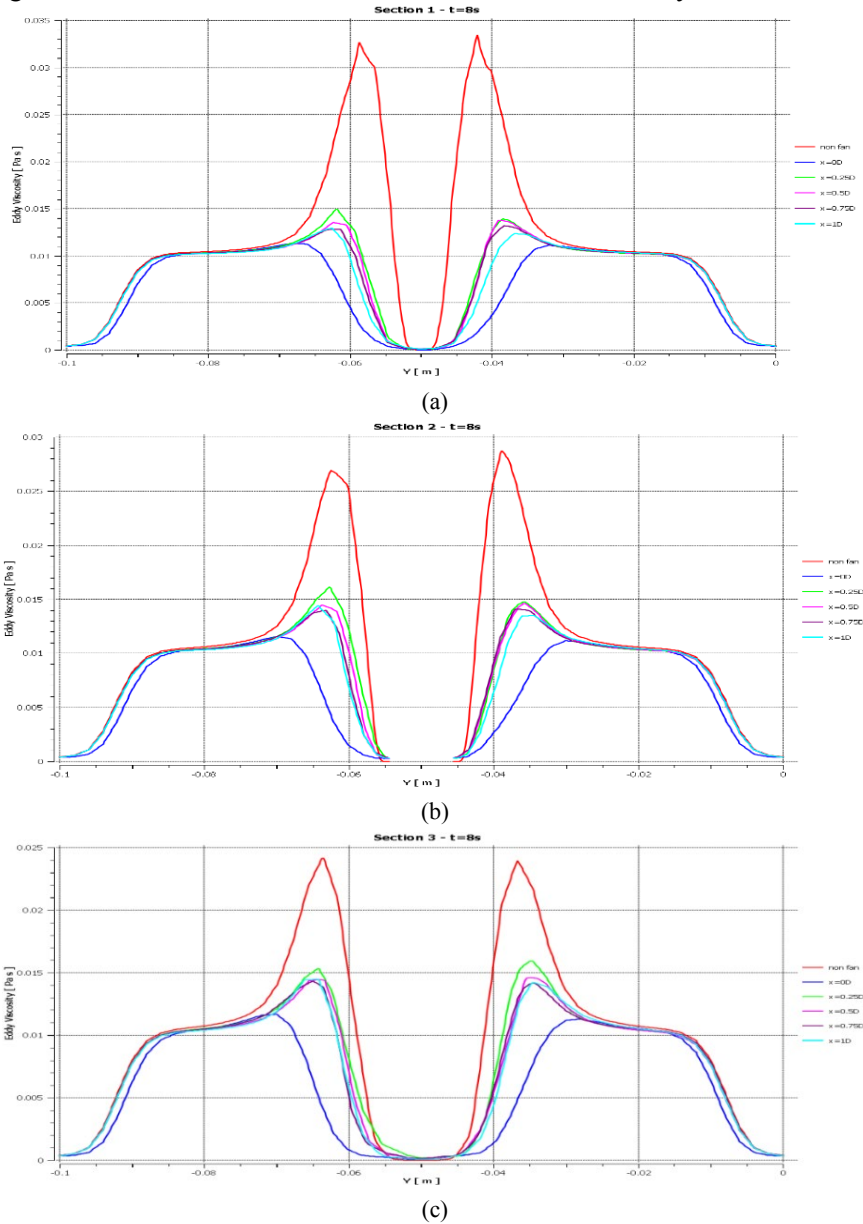 Section 1 - t=8s
0.035
0.03
0.025
0.02
0.015
0.01
0.005
0
Eddy Viscosity [ Pa s ]
-0.1
-0.08
-0.06
-0.04
-0.02
0
Y [ m ]
non fan
x=0D
x=0.25D
x=0.5D
x=0.75D
x=1D
(a)
Section 2 - t=8s
0.03
0.025
0.02
0.015
0.01
0.005
0
Eddy Viscosity [ Pa s ]
-0.1
-0.08
-0.06
-0.04
-0.02
0
Y [ m ]
non fan
x=0D
x=0.25D
x=0.5D
x=0.75D
x=1D
(b)
Section 3 - t=8s
0.025
0.02
0.015
0.01
0.005
0
Eddy Viscosity [ Pa s ]
-0.1
-0.08
-0.06
-0.04
-0.02
0
Y [ m ]
non fan
x=0D
x=0.25D
x=0.5D
x=0.75D
x=1D
(c)